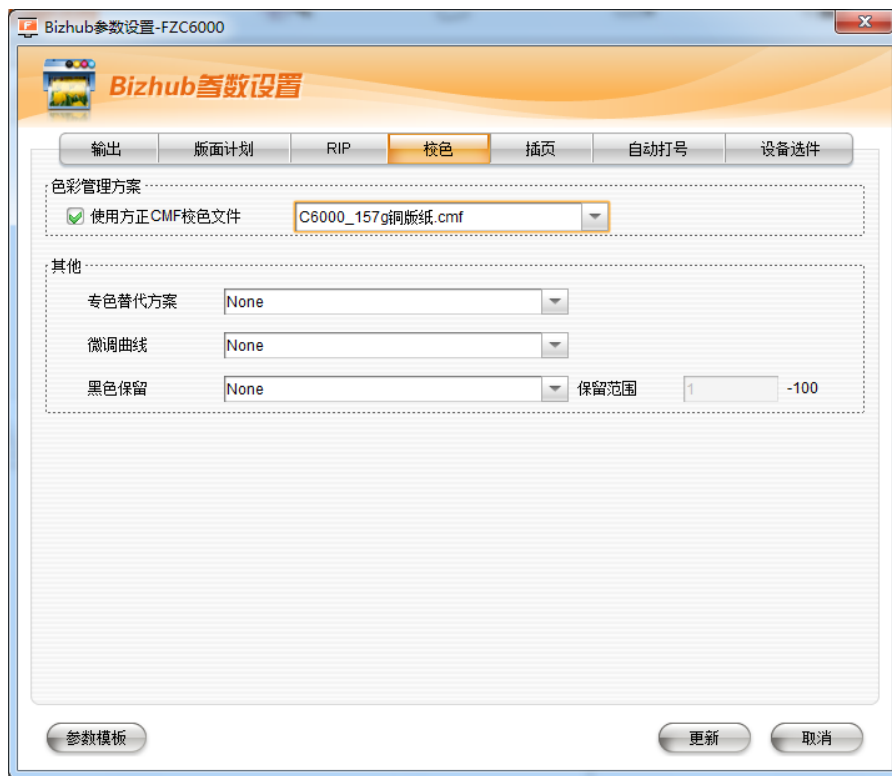 Bizhub参数设置-FZC6000
Bizhub参数设置
输出 版面计划 RIP 校色 插页 自动打号 设备选件
色彩管理方案
使用方正CMF校色文件 C6000_157g铜版纸.cmf
其他
专色替代方案 None
微调曲线 None
黑色保留 None 保留范围 1 -100
参数模板 更新 取消